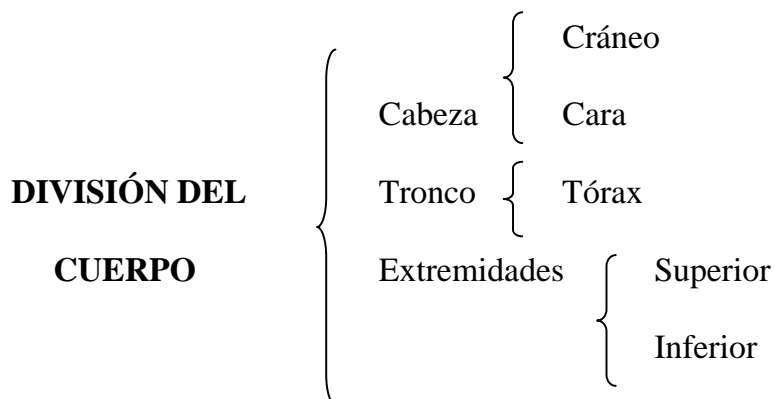 Cráneo
Cabeza Cara
DIVISIÓN DEL Tronco Tórax
CUERPO Extremidades Superior
Inferior